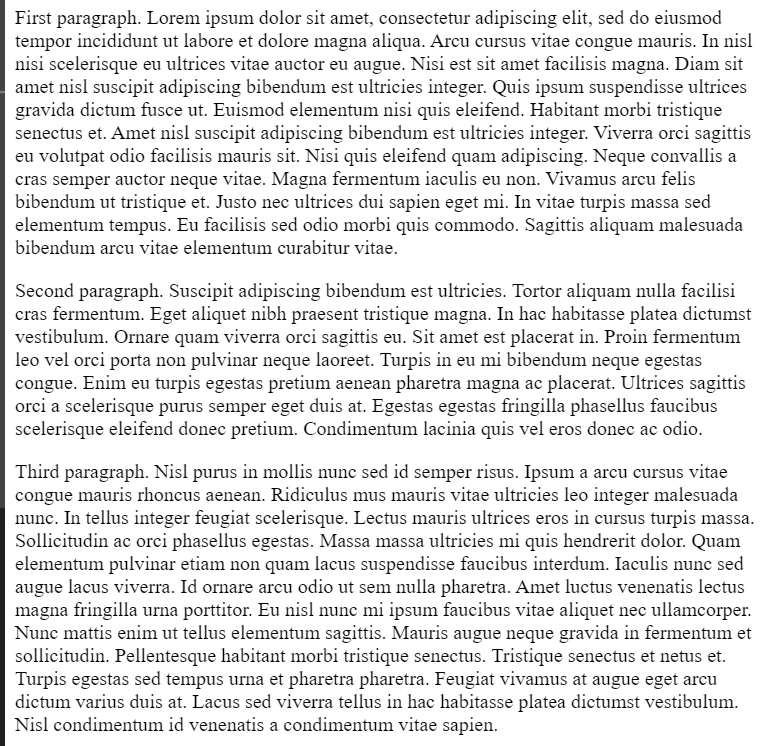 First paragraph. Lorem ipsum dolor sit amet, consectetur adipiscing elit, sed do eiusmod
tempor incididunt ut labore et dolore magna aliqua. Arcu cursus vitae congue mauris. In nisl
nisi scelerisque eu ultrices vitae auctor eu augue. Nisi est sit amet facilisis magna. Diam sit
amet nisl suscipit adipiscing bibendum est ultricies integer. Quis ipsum suspendisse ultrices
gravida dictum fusce ut. Euismod elementum nisi quis eleifend. Habitant morbi tristique
senectus et. Amet nisl suscipit adipiscing bibendum est ultricies integer. Viverra orci sagittis
eu volutpat odio facilisis mauris sit. Nisi quis eleifend quam adipiscing. Neque convallis a
cras semper auctor neque vitae. Magna fermentum iaculis eu non. Vivamus arcu felis
bibendum ut tristique et. Justo nec ultrices dui sapien eget mi. In vitae turpis massa sed
elementum tempus. Eu facilisis sed odio morbi quis commodo. Sagittis aliquam malesuada
bibendum arcu vitae elementum curabitur vitae.
Second paragraph. Suscipit adipiscing bibendum est ultricies. Tortor aliquam nulla facilisi
cras fermentum. Eget aliquet nibh praesent tristique magna. In hac habitasse platea dictumst
vestibulum. Ornare quam viverra orci sagittis eu. Sit amet est placerat in. Proin fermentum
leo vel orci porta non pulvinar neque laoreet. Turpis in eu mi bibendum neque egestas
congue. Enim eu turpis egestas pretium aenean pharetra magna ac placerat. Ultrices sagittis
orci a scelerisque purus semper eget duis at. Egestas egestas fringilla phasellus faucibus
scelerisque eleifend donec pretium. Condimentum lacinia quis vel eros donec ac odio.
Third paragraph. Nisl purus in mollis nunc sed id semper risus. Ipsum a arcu cursus vitae
congue mauris rhoncus aenean. Ridiculus mus mauris vitae ultricies leo integer malesuada
nunc. In tellus integer feugiat scelerisque. Lectus mauris ultrices eros in cursus turpis massa.
Sollicitudin ac orci phasellus egestas. Massa massa ultricies mi quis hendrerit dolor. Quam
elementum pulvinar etiam non quam lacus suspendisse faucibus interdum. Iaculis nunc sed
augue lacus viverra. Id ornare arcu odio ut sem nulla pharetra. Amet luctus venenatis lectus
magna fringilla urna porttitor. Eu nisl nunc mi ipsum faucibus vitae aliquet nec ullamcorper.
Nunc mattis enim ut tellus elementum sagittis. Mauris augue neque gravida in fermentum et
sollicitudin. Pellentesque habitant morbi tristique senectus. Tristique senectus et netus et.
Turpis egestas sed tempus urna et pharetra pharetra. Feugiat vivamus at augue eget arcu
dictum varius duis at. Lacus sed viverra tellus in hac habitasse platea dictumst vestibulum.
Nisl condimentum id venenatis a condimentum vitae sapien.